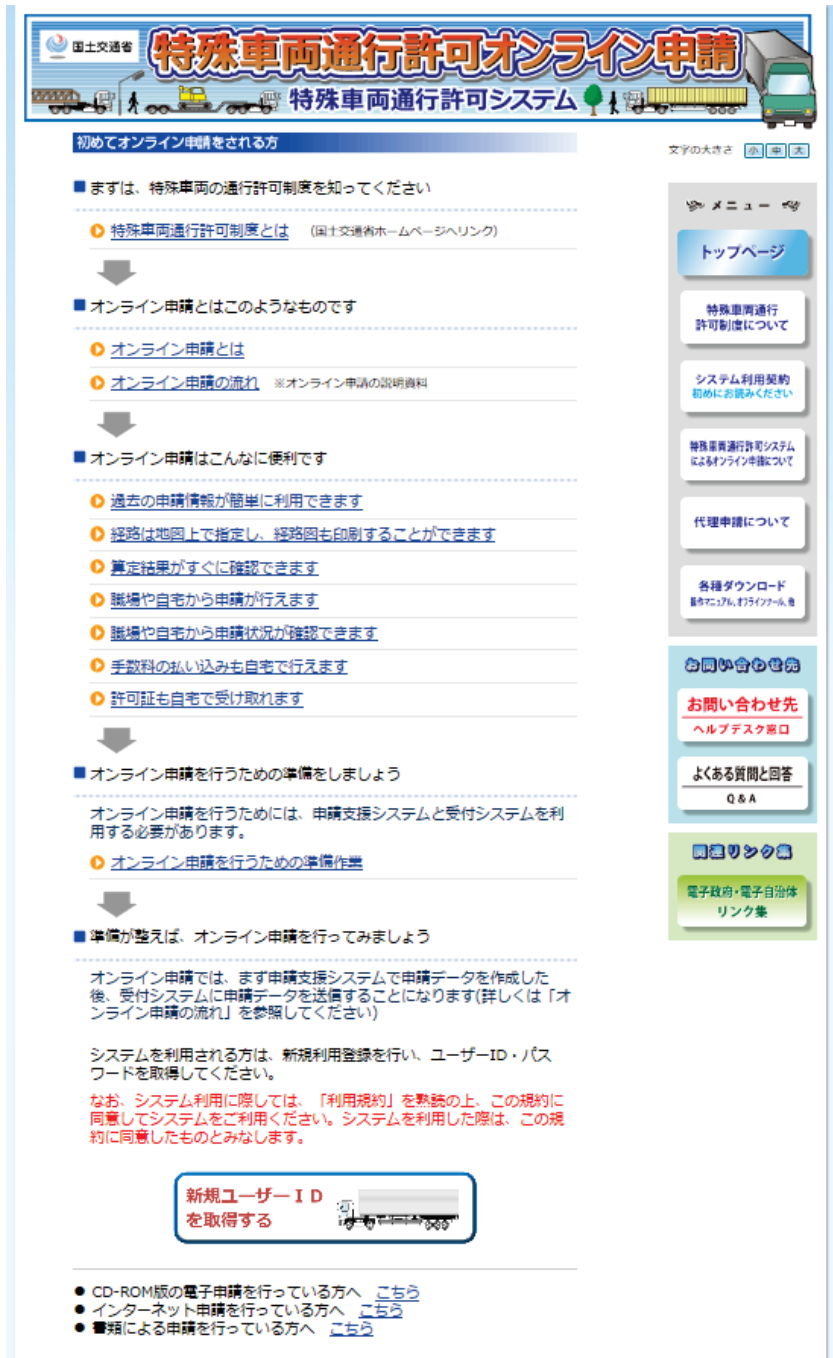 国土交通省
特殊車両通行許可オンライン申請
特殊車両通行許可システム
初めてオンライン申請をされる方
文字の大きさ 小 中 大
■ まずは、特殊車両の通行許可制度を知ってください
特殊車両通行許可制度とは (国土交通省ホームページへリンク)
■ オンライン申請とはこのようなものです
オンライン申請とは
オンライン申請の流れ ※オンライン申請の説明資料
■ オンライン申請はこんなに便利です
過去の申請情報が簡単に利用できます
経路は地図上で指定し、経路図も印刷することができます
算定結果がすぐに確認できます
職場や自宅から申請が行えます
職場や自宅から申請状況が確認できます
手数料の払い込みも自宅で行えます
許可証も自宅で受け取れます
■ オンライン申請を行うための準備をしましょう
オンライン申請を行うためには、申請支援システムと受付システムを利
用する必要があります。
オンライン申請を行うための準備作業
■ 準備が整えば、オンライン申請を行ってみましょう
オンライン申請では、まず申請支援システムで申請データを作成した
後、受付システムに申請データを送信することになります(詳しくは「オ
ンライン申請の流れ」を参照してください)
システムを利用される方は、新規利用登録を行い、ユーザーID・パス
ワードを取得してください。
なお、システム利用に際しては、「利用規約」を熟読の上、この規約に
同意してシステムをご利用ください。システムを利用した際は、この規
約に同意したものとみなします。
新規ユーザーID
を取得する
● CD-ROM版の電子申請を行っている方へ こちら
● インターネット申請を行っている方へ こちら
● 書類による申請を行っている方へ こちら
メニュー
トップページ
特殊車両通行
許可制度について
システム利用契約
初めにお読みください
特殊車両通行許可システム
によるオンライン申請について
代理申請について
各種ダウンロード
操作マニュアル、オフラインツール、他
お問い合わせ先
お問い合わせ先
ヘルプデスク窓口
よくある質問と回答
Q & A
関連リンク集
電子政府・電子自治体
リンク集